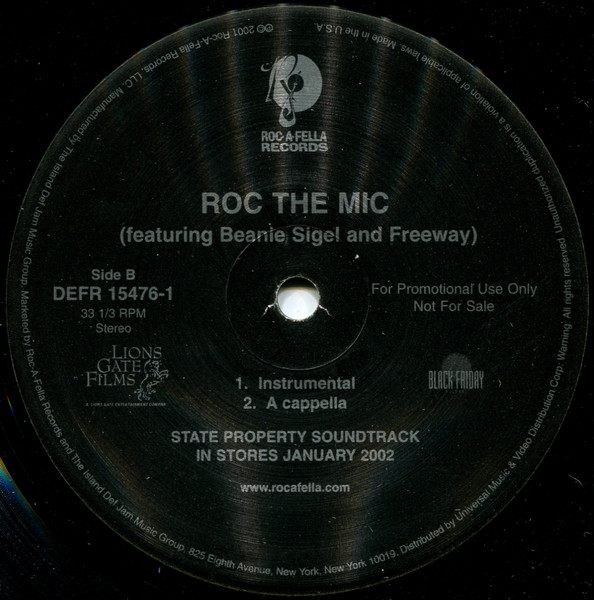 ROC-A-FELLA
RECORDS
ROC THE MIC
(featuring Beanie Sigel and Freeway)
Side B
DEFR 15476-1
33 1/3 RPM
Stereo
For Promotional Use Only
Not For Sale
LIONS
GATE
FILMS
A LIONS GATE ENTERTAINMENT COMPANY
BLACK FRIDAY
1. Instrumental
2. A cappella
STATE PROPERTY SOUNDTRACK
IN STORES JANUARY 2002
www.rocafella.com
℗© 2001 Roc-A-Fella Records, LLC. Manufactured by The Island Def Jam Music Group. Marketed by Roc-A-Fella Records and The Island Def Jam Music Group, 825 Eighth Avenue, New York, New York 10019. Distributed by Universal Music & Video Distribution Corp. Warning: All rights reserved. Unauthorized duplication is a violation of applicable laws. Made in the U.S.A.